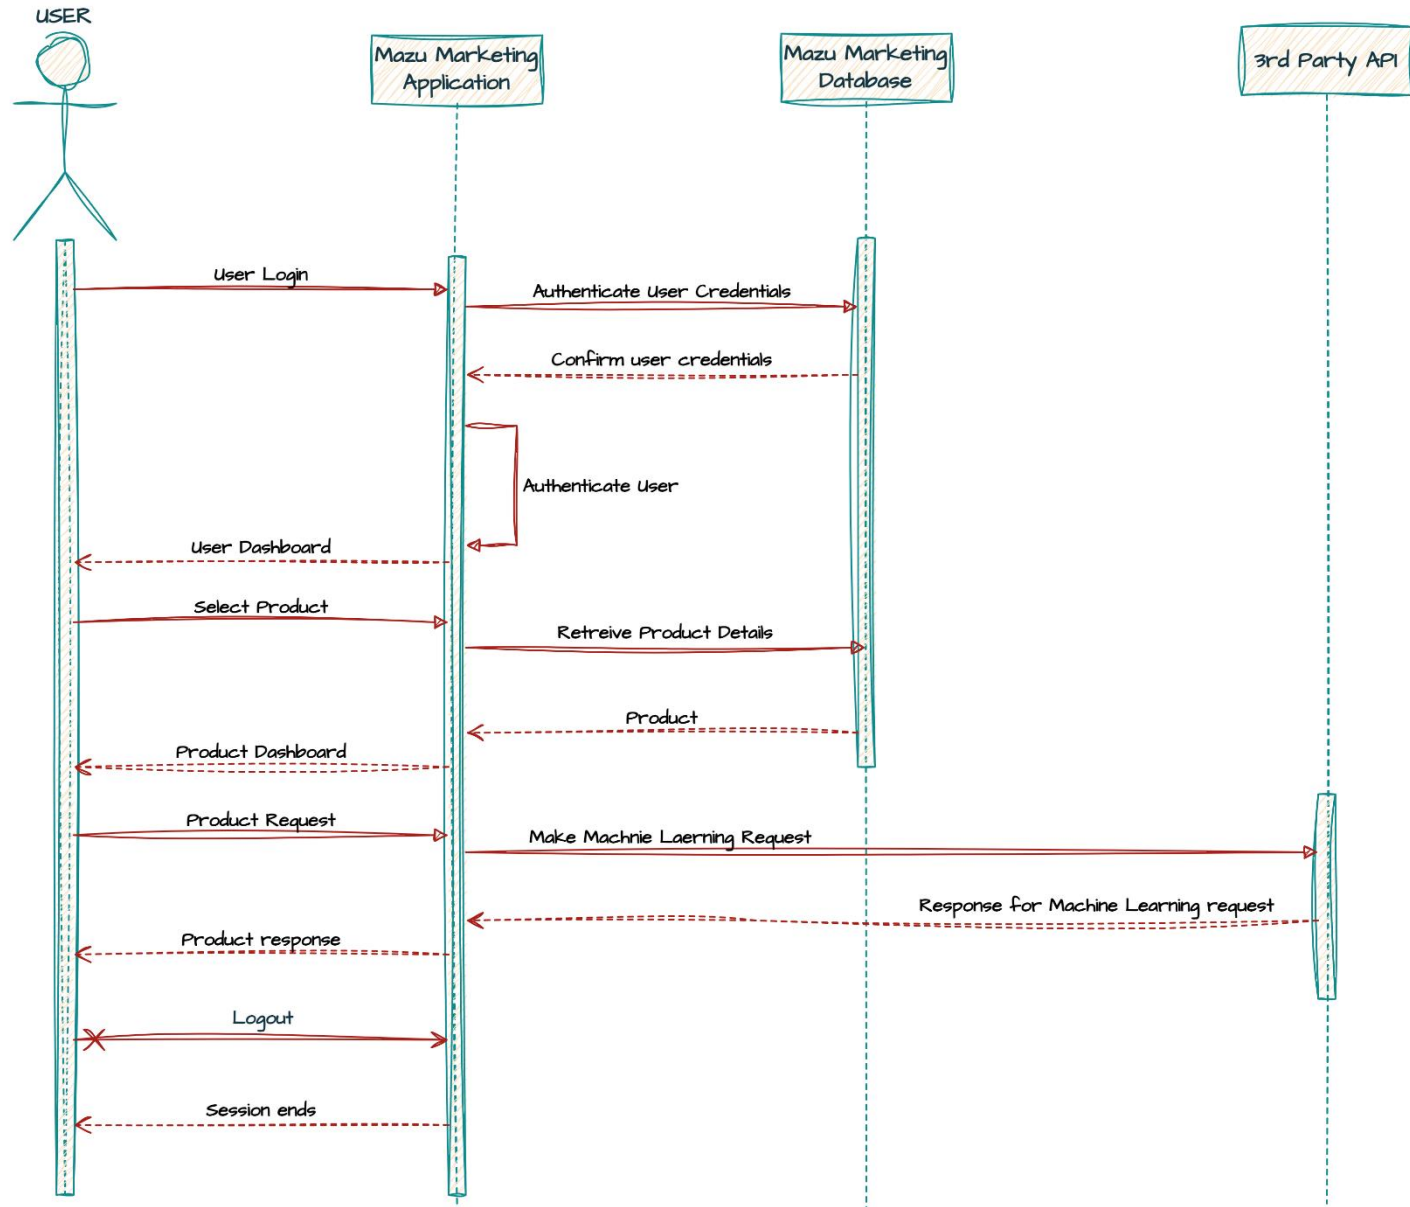 USER
Mazu Marketing
Application
Mazu Marketing
Database
3rd Party API
User Login
Authenticate User Credentials
Confirm user credentials
Authenticate User
User Dashboard
Select Product
Retreive Product Details
Product
Product Dashboard
Product Request
Make Machnie Laerning Request
Response for Machine Learning request
Product response
Logout
Session ends